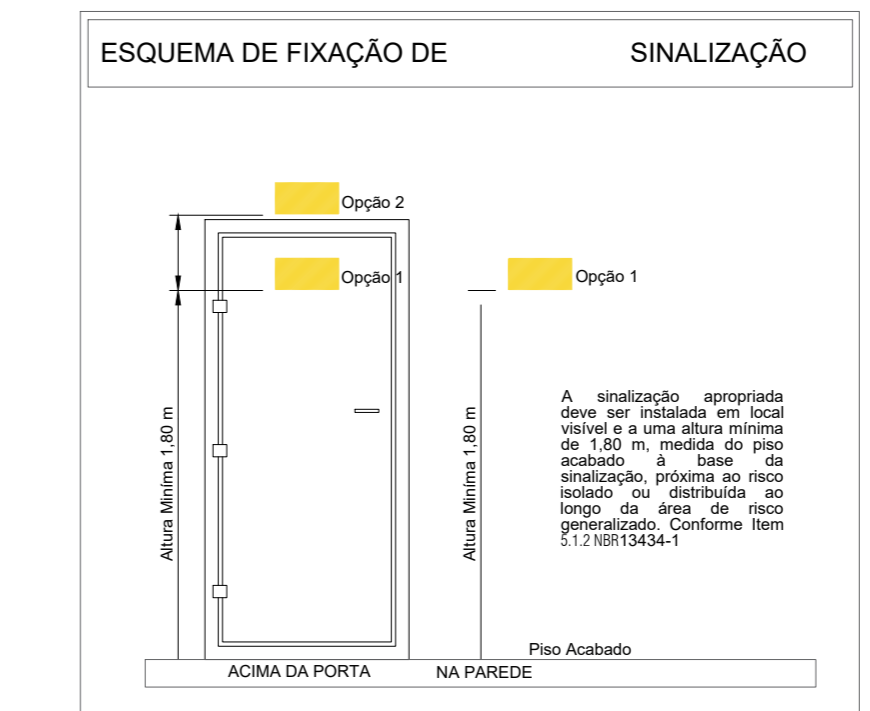 ESQUEMA DE FIXAÇÃO DE SINALIZAÇÃO
Opção 2
Opção 1
Opção 1
Altura Miníma 1,80 m
Altura Miníma 1,80 m
A sinalização apropriada
deve ser instalada em local
visível e a uma altura mínima
de 1,80 m, medida do piso
acabado à base da
sinalização, próxima ao risco
isolado ou distribuída ao
longo da área de risco
generalizado. Conforme Item
5.1.2 NBR13434-1
Piso Acabado
ACIMA DA PORTA
NA PAREDE